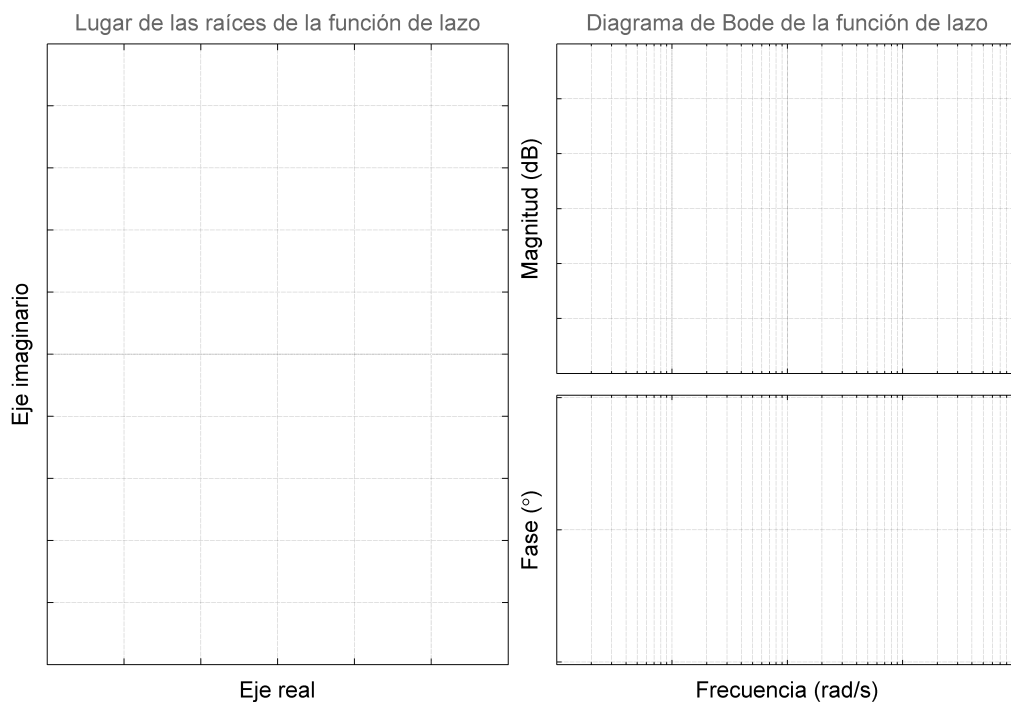 Lugar de las raíces de la función de lazo
Eje imaginario
Eje real
Diagrama de Bode de la función de lazo
Magnitud (dB)
Fase (°)
Frecuencia (rad/s)